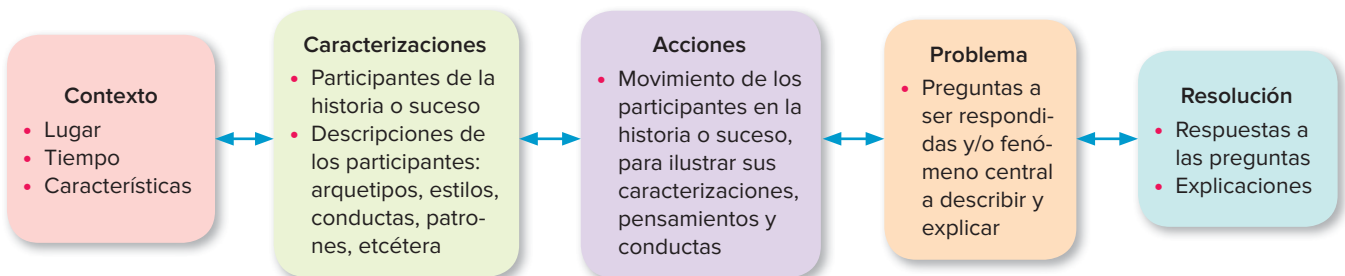 Contexto
• Lugar
• Tiempo
• Características
Caracterizaciones
• Participantes de la
historia o suceso
• Descripciones de
los participantes:
arquetipos, estilos,
conductas, patro-
nes, etcétera
Acciones
• Movimiento de los
participantes en la
historia o suceso,
para ilustrar sus
caracterizaciones,
pensamientos y
conductas
Problema
• Preguntas a
ser respondi-
das y/o fenó-
meno central
a describir y
explicar
Resolución
• Respuestas a
las preguntas
• Explicaciones